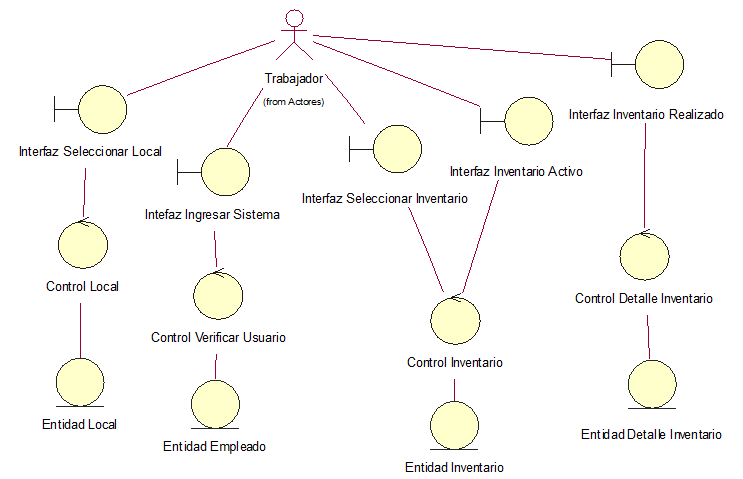 Trabajador
(from Actores)
Interfaz Seleccionar Local
Intefaz Ingresar Sistema
Interfaz Seleccionar Inventario
Interfaz Inventario Activo
Interfaz Inventario Realizado
Control Local
Control Verificar Usuario
Control Inventario
Control Detalle Inventario
Entidad Local
Entidad Empleado
Entidad Inventario
Entidad Detalle Inventario